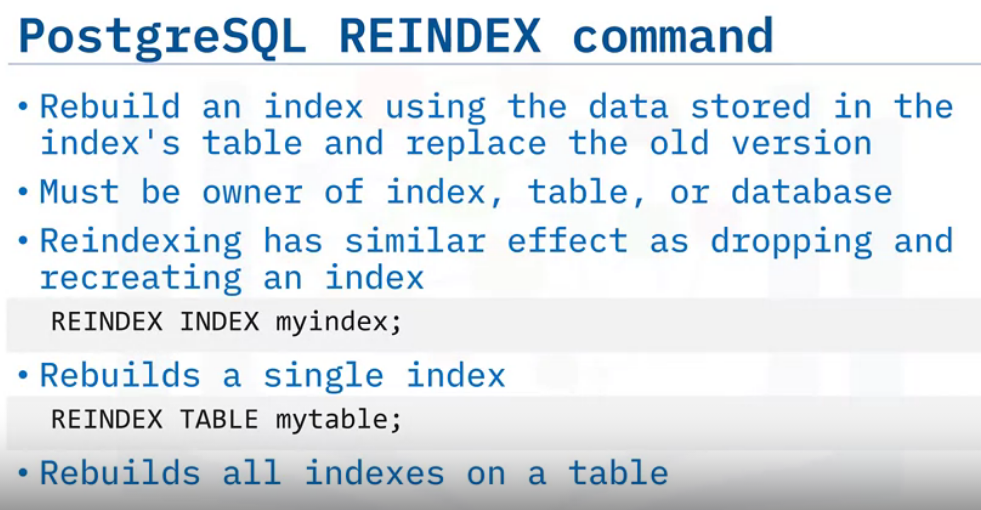 PostgreSQL REINDEX command
• Rebuild an index using the data stored in the
index's table and replace the old version
• Must be owner of index, table, or database
• Reindexing has similar effect as dropping and
recreating an index
REINDEX INDEX myindex;
• Rebuilds a single index
REINDEX TABLE mytable;
• Rebuilds all indexes on a table